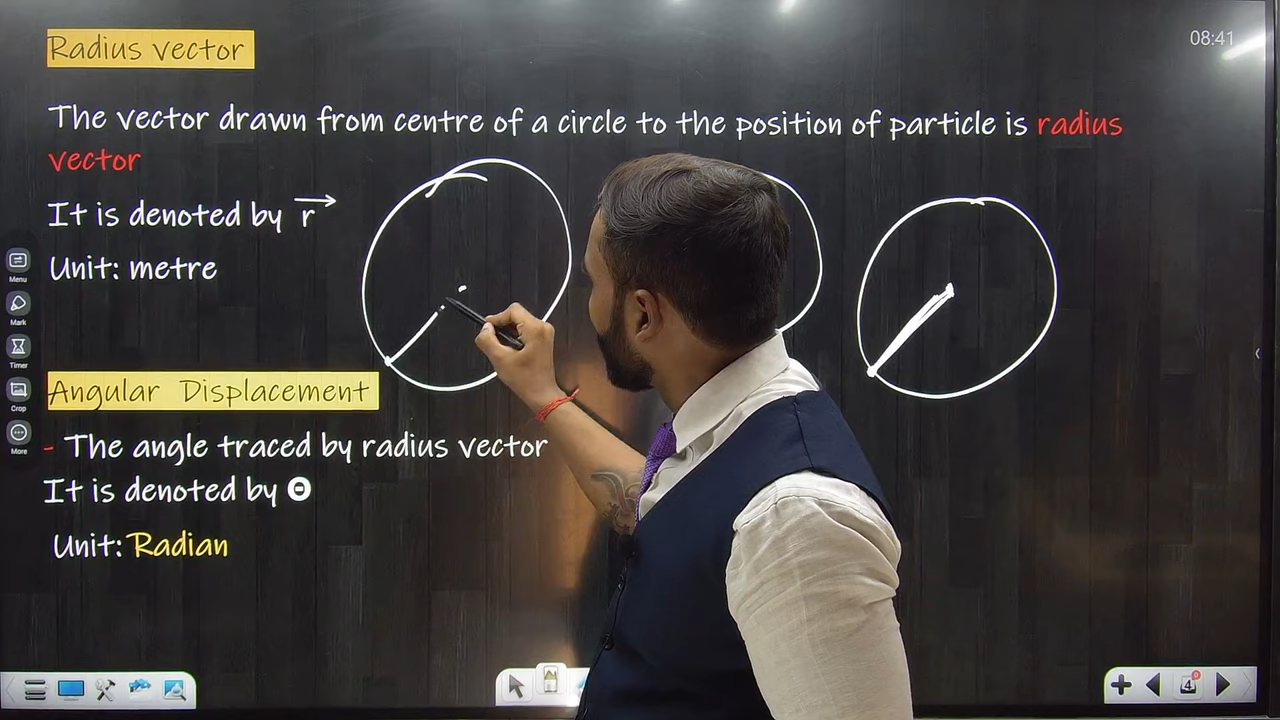 Radius vector
08:41
The vector drawn from centre of a circle to the position of particle is radius
vector
It is denoted by r
Unit: metre
Menu
Mark
Timer
Crop
More
Angular Displacement
- The angle traced by radius vector
It is denoted by Θ
Unit: Radian
4